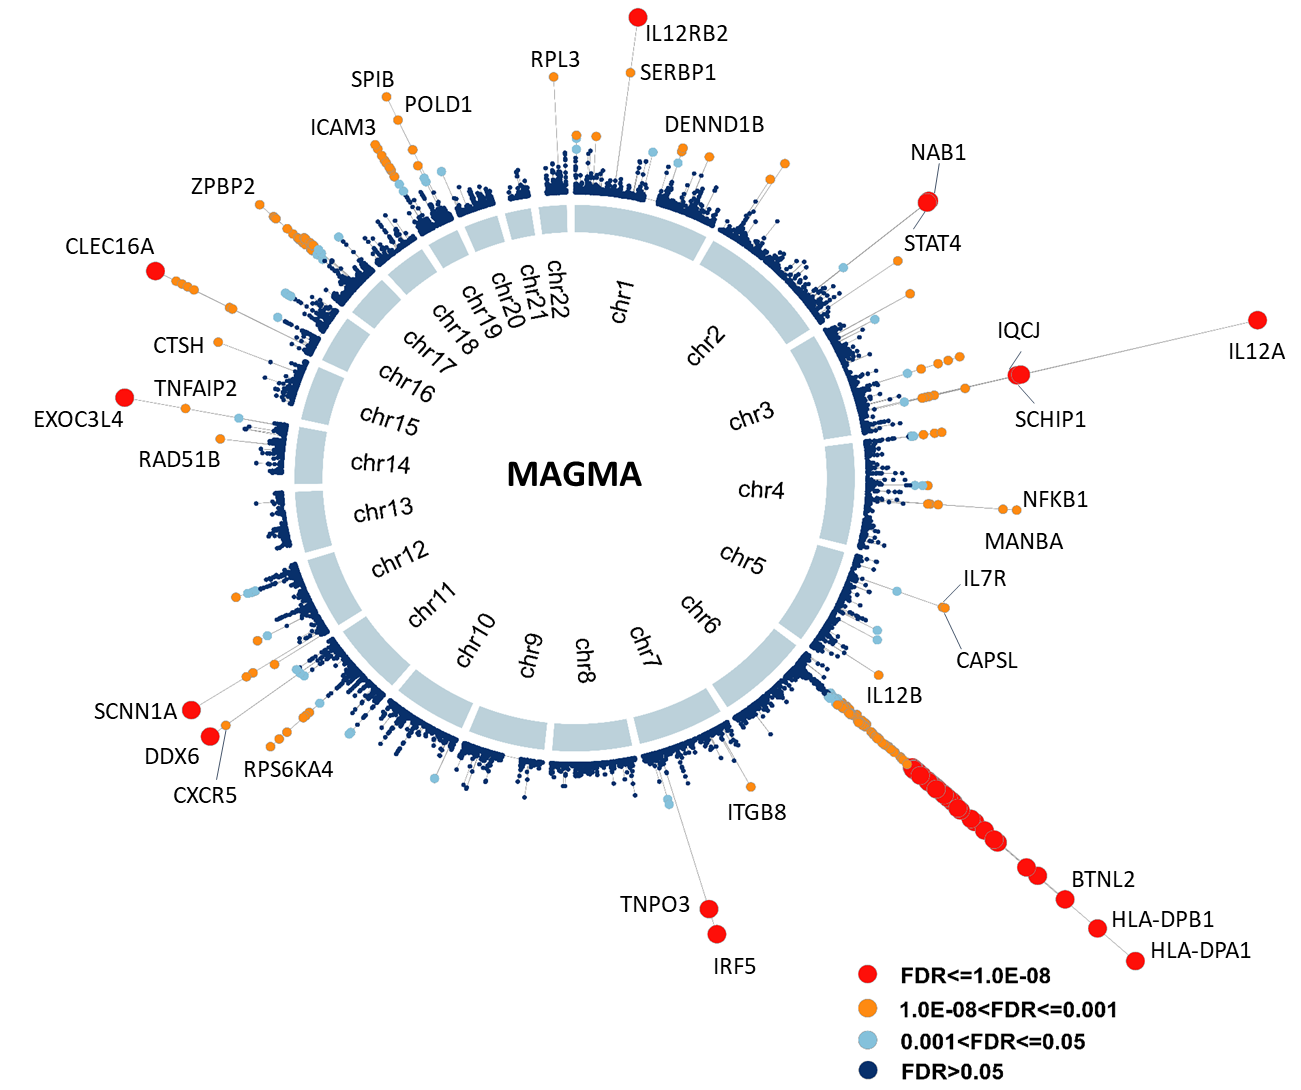 IL12RB2
RPL3
SERBP1
SPIB
POLD1
DENND1B
ICAM3
NAB1
ZPBP2
STAT4
CLEC16A
IQCJ
IL12A
CTSH
SCHIP1
TNFAIP2
EXOC3L4
RAD51B
NFKB1
MANBA
IL7R
CAPSL
IL12B
SCNN1A
DDX6
RPS6KA4
CXCR5
ITGB8
BTNL2
TNPO3
HLA-DPB1
HLA-DPA1
IRF5
chr1
chr2
chr3
chr4
chr5
chr6
chr7
chr8
chr9
chr10
chr11
chr12
chr13
chr14
chr15
chr16
chr17
chr18
chr19
chr20
chr21
chr22
MAGMA
FDR<=1.0E-08
1.0E-08<FDR<=0.001
0.001<FDR<=0.05
FDR>0.05